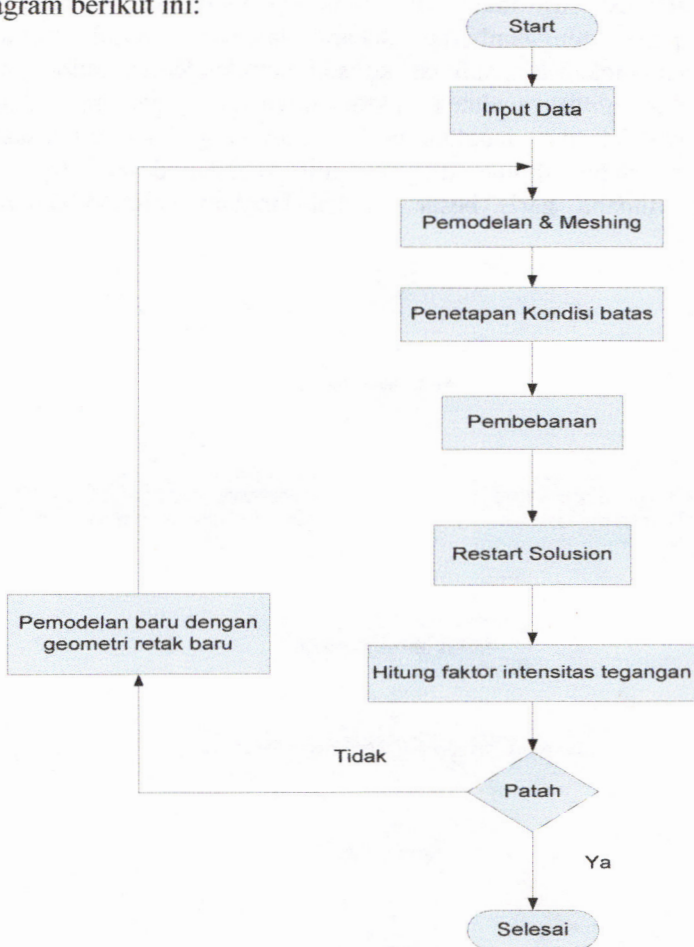 agram berikut ini:
Start
Input Data
Pemodelan & Meshing
Penetapan Kondisi batas
Pembebanan
Restart Solusion
Pemodelan baru dengan
geometri retak baru
Hitung faktor intensitas tegangan
Tidak
Patah
Ya
Selesai